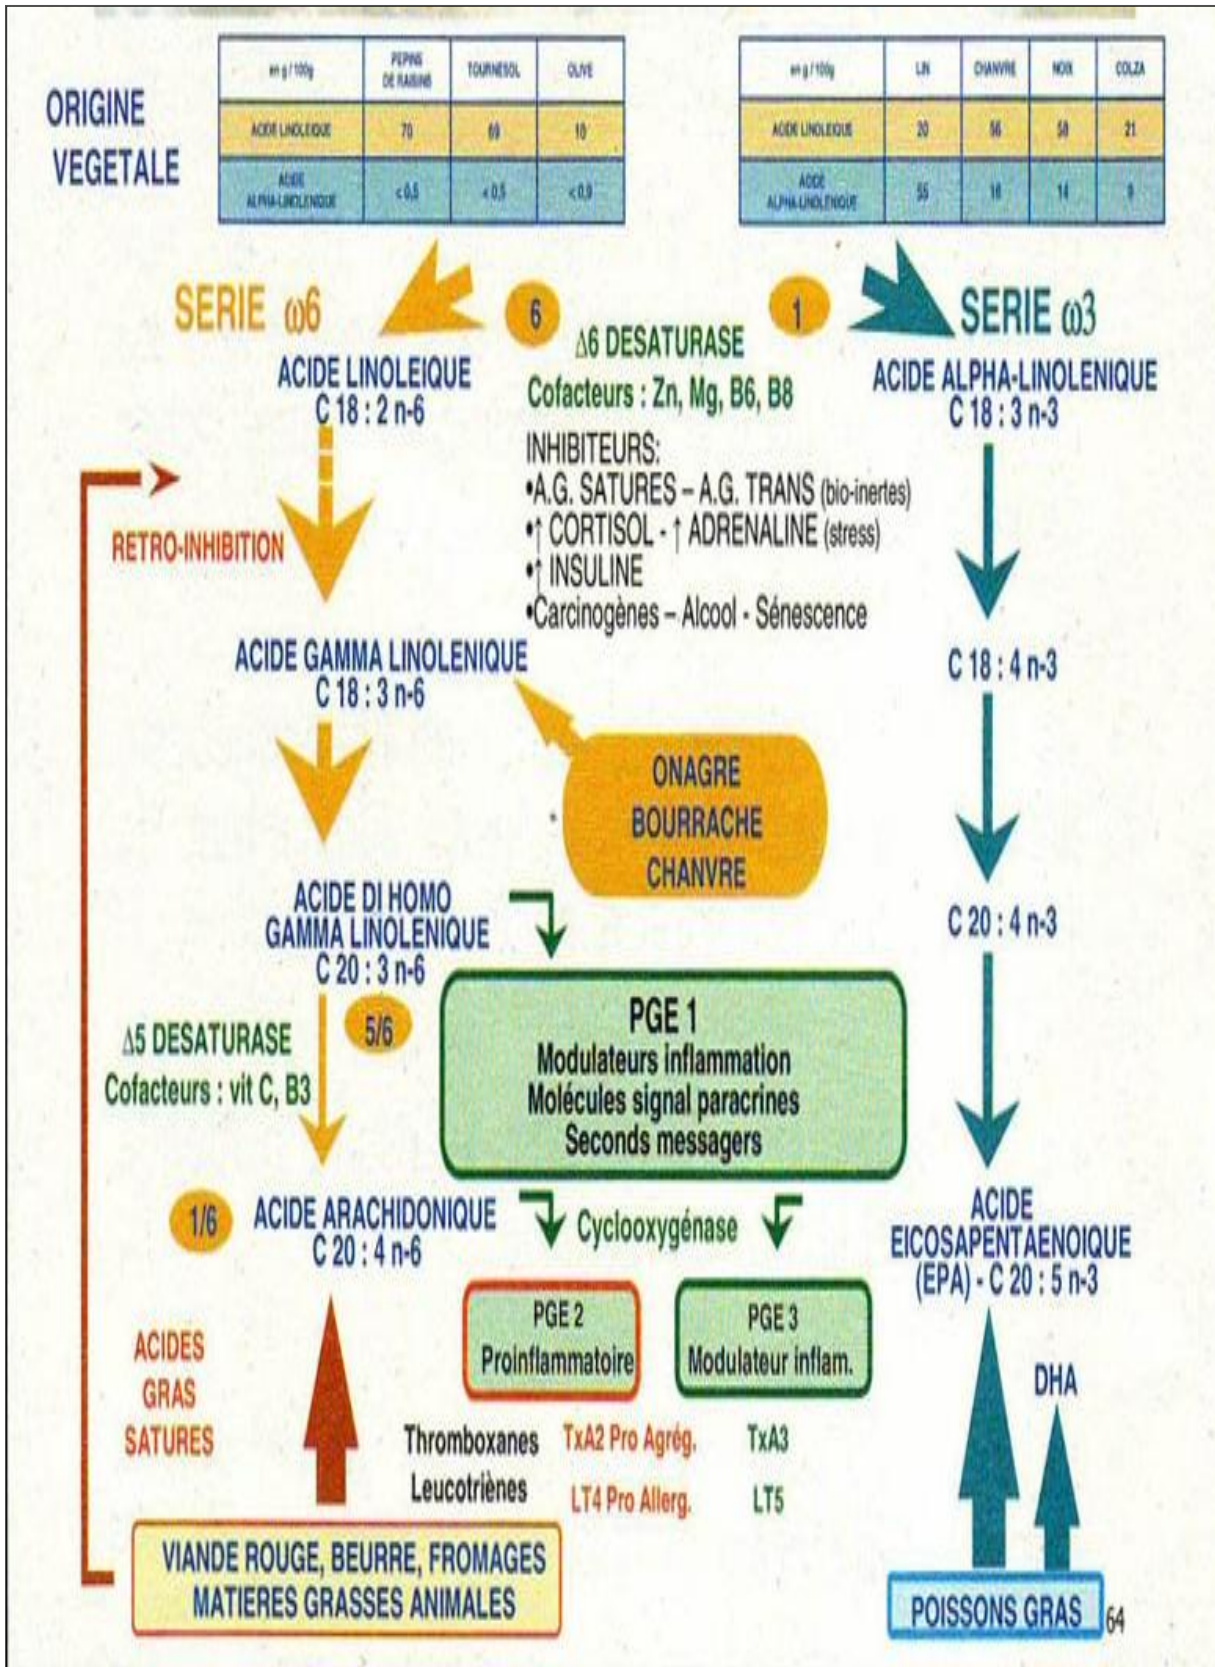 ORIGINE
VEGETALE
en g / 100g PEPINS DE RAISINS TOURNESOL OLIVE
ACIDE LINOLEIQUE 70 69 10
ACIDE ALPHA-LINOLENIQUE < 0,5 < 0,5 < 0,9
en g / 100g LIN CHANVRE NOIX COLZA
ACIDE LINOLEIQUE 20 56 58 21
ACIDE ALPHA-LINOLENIQUE 55 14
SERIE ω6
6
1
SERIE ω3
ACIDE LINOLEIQUE
C 18 : 2 n-6
Δ6 DESATURASE
Cofacteurs : Zn, Mg, B6, B8
ACIDE ALPHA-LINOLENIQUE
C 18 : 3 n-3
INHIBITEURS:
•A.G. SATURES – A.G. TRANS (bio-inertes)
•↑ CORTISOL - ↑ ADRENALINE (stress)
•↑ INSULINE
•Carcinogènes – Alcool - Sénescence
RETRO-INHIBITION
ACIDE GAMMA LINOLENIQUE
C 18 : 3 n-6
C 18 : 4 n-3
ONAGRE
BOURRACHE
CHANVRE
ACIDE DI HOMO
GAMMA LINOLENIQUE
C 20 : 3 n-6
C 20 : 4 n-3
Δ5 DESATURASE
Cofacteurs : vit C, B3
5/6
PGE 1
Modulateurs inflammation
Molécules signal paracrines
Seconds messagers
1/6
ACIDE ARACHIDONIQUE
C 20 : 4 n-6
Cyclooxygénase
ACIDE
EICOSAPENTAENOIQUE
(EPA) - C 20 : 5 n-3
PGE 2
Proinflammatoire
PGE 3
Modulateur inflam.
ACIDES
GRAS
SATURES
DHA
Thromboxanes TxA2 Pro Agrég. TxA3
Leucotriènes LT4 Pro Allerg. LT5
VIANDE ROUGE, BEURRE, FROMAGES
MATIERES GRASSES ANIMALES
POISSONS GRAS
64